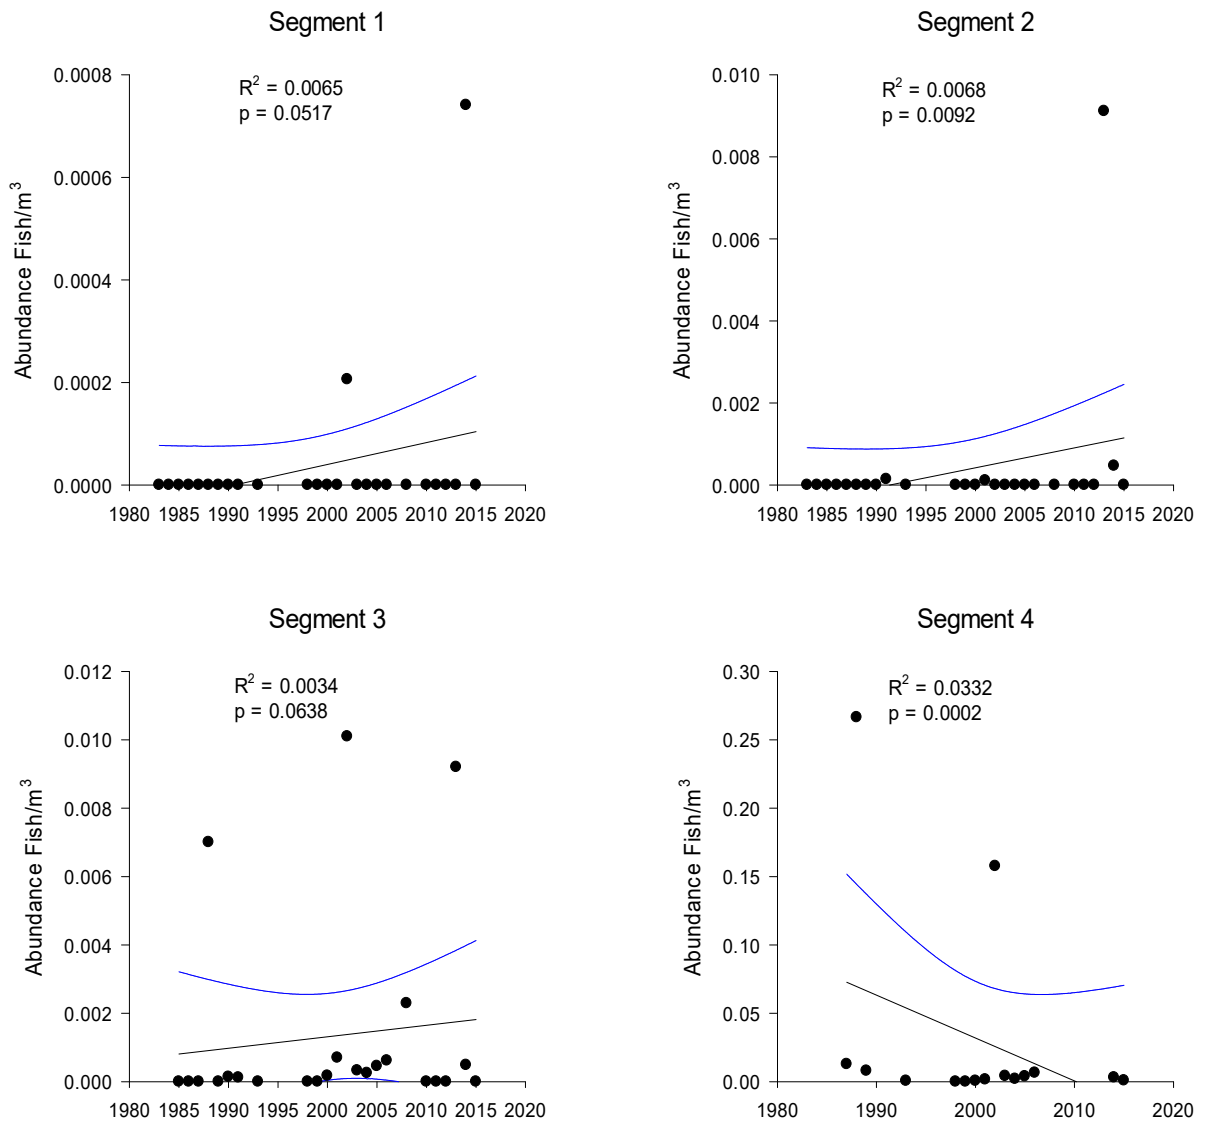 Segment 1
R² = 0.0065
p = 0.0517
Abundance Fish/m³
0.0008
0.0006
0.0004
0.0002
0.0000
1980 1985 1990 1995 2000 2005 2010 2015 2020
Segment 2
R² = 0.0068
p = 0.0092
Abundance Fish/m³
0.010
0.008
0.006
0.004
0.002
0.000
1980 1985 1990 1995 2000 2005 2010 2015 2020
Segment 3
R² = 0.0034
p = 0.0638
Abundance Fish/m³
0.012
0.010
0.008
0.006
0.004
0.002
0.000
1980 1985 1990 1995 2000 2005 2010 2015 2020
Segment 4
R² = 0.0332
p = 0.0002
Abundance Fish/m³
0.30
0.25
0.20
0.15
0.10
0.05
0.00
1980 1990 2000 2010 2020